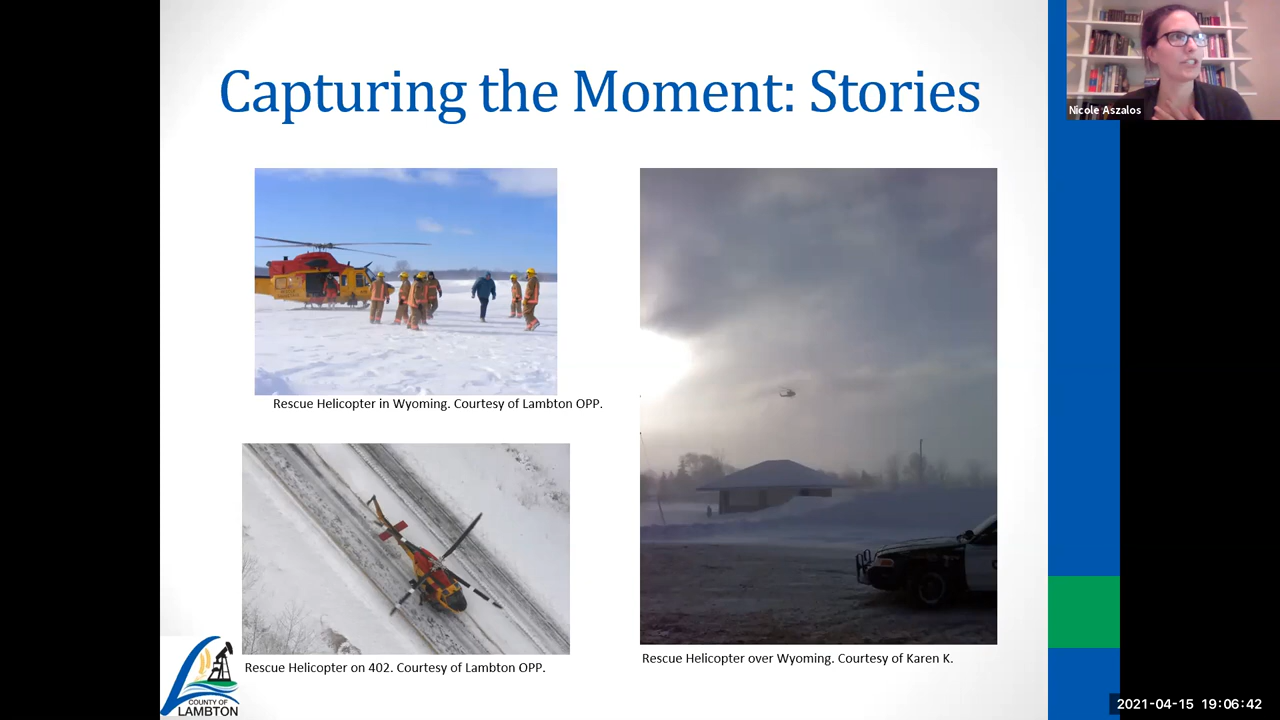 Capturing the Moment: Stories
Nicole Aszalos
Rescue Helicopter in Wyoming. Courtesy of Lambton OPP.
Rescue Helicopter on 402. Courtesy of Lambton OPP.
Rescue Helicopter over Wyoming. Courtesy of Karen K.
COUNTY OF
LAMBTON
2021-04-15 19:06:42